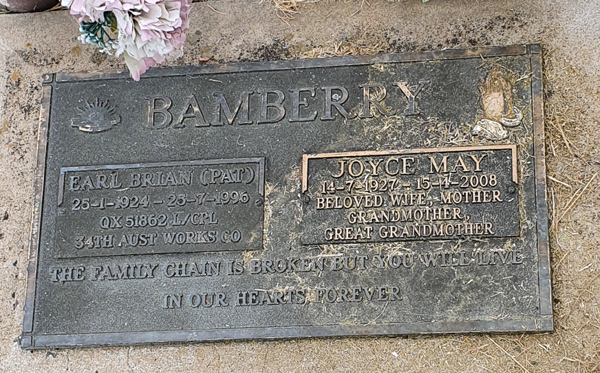 BAMBERRY
EARL BRIAN (PAT)
25-1-1924 - 25-7-1996
QX 51862 L/CPL
34TH AUST WORKS CO
JOYCE MAY
14-7-1927 - 15-11-2008
BELOVED WIFE, MOTHER
GRANDMOTHER,
GREAT GRANDMOTHER
THE FAMILY CHAIN IS BROKEN BUT YOU WILL LIVE
IN OUR HEARTS FOREVER